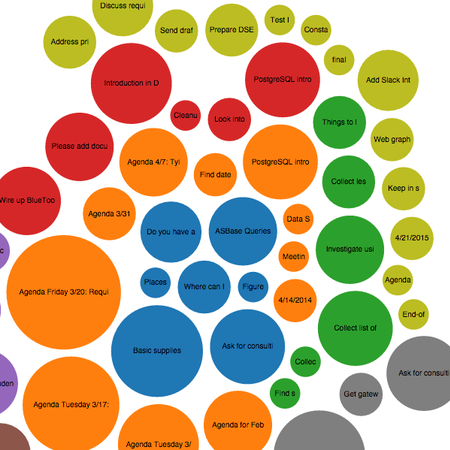 Discuss requi
Test I
Send draf
Prepare DSE
Consta
Address pri
final
Introduction in D
PostgreSQL intro
Add Slack Int
Cleanu
Look into
Things to l
Web graph
Please add docu
Agenda 4/7: Tyi
PostgreSQL intro
Find date
Collect les
Keep in s
Wire up BlueToo
Agenda 3/31
Data S
Do you have a
ASBase Queries
4/21/2015
c
Investigate usi
Meetin
Places
Where can I
Figure
Agenda
Agenda Friday 3/20: Requi
4/14/2014
End-of
Collect list of
Basic supplies
Ask for consulti
Collec
Ask for consulti
nden
Find s
Get gatew
Agenda Tuesday 3/17:
Agenda for Feb
Agenda Tuesday 3/